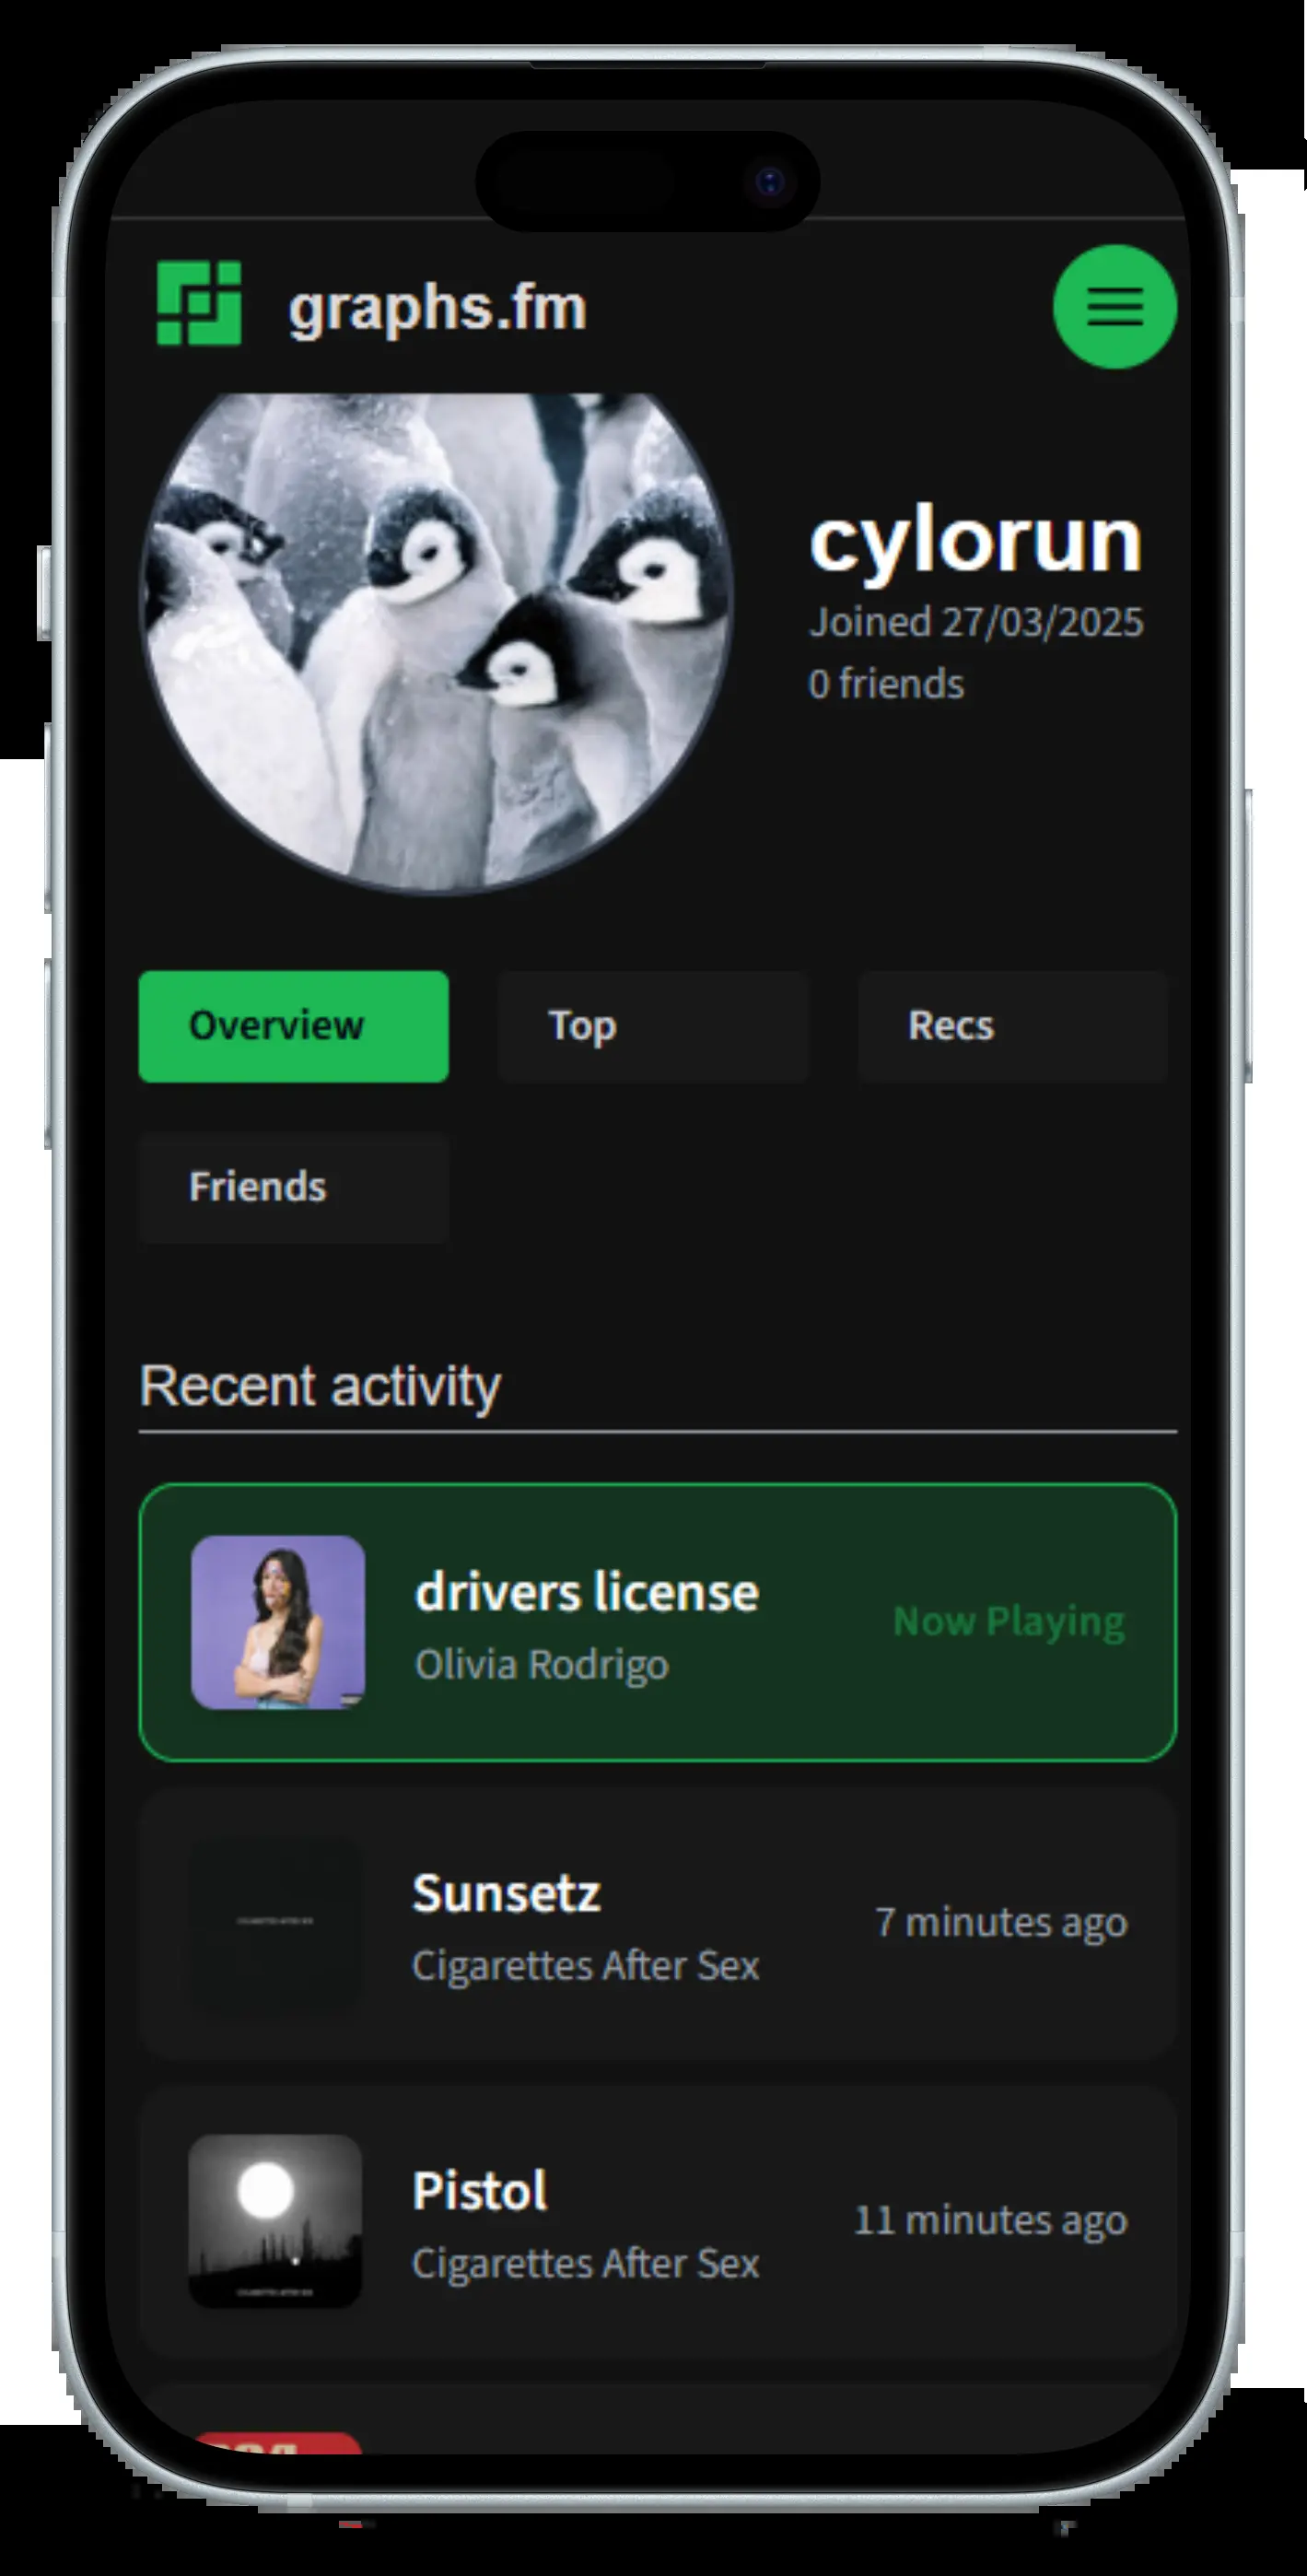 graphs.fm
cylorun
Joined 27/03/2025
0 friends
Overview
Top
Recs
Friends
Recent activity
drivers license
Olivia Rodrigo
Now Playing
Sunsetz
Cigarettes After Sex
7 minutes ago
Pistol
Cigarettes After Sex
11 minutes ago